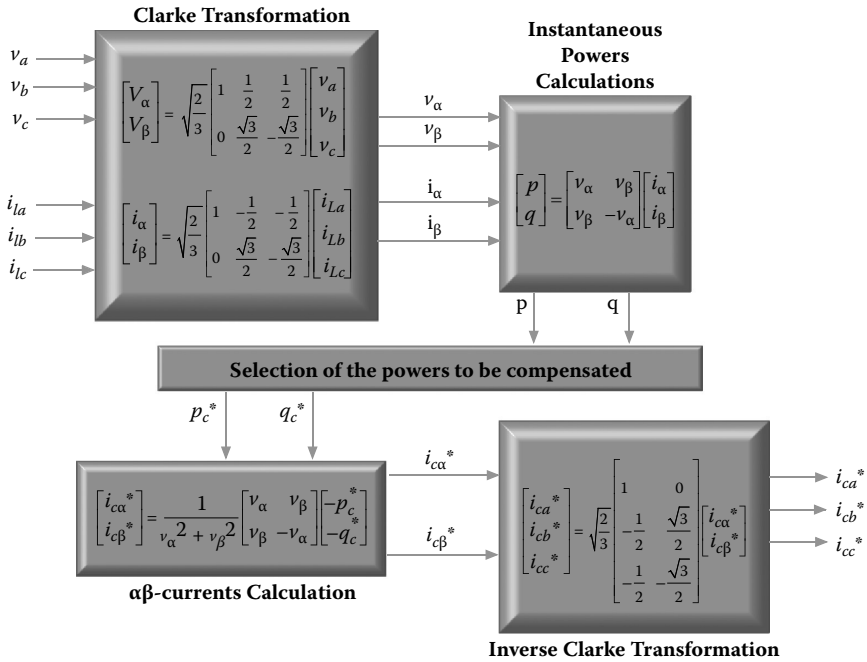 Clarke Transformation
Instantaneous
Powers
Calculations
v_a
v_b
v_c
[V_α; V_β] = √(2/3) [1 1/2 1/2; 0 √3/2 -√3/2] [v_a; v_b; v_c]
v_α
v_β
i_la
i_lb
i_lc
[i_α; i_β] = √(2/3) [1 -1/2 -1/2; 0 √3/2 -√3/2] [i_La; i_Lb; i_Lc]
i_α
i_β
[p; q] = [v_α v_β; v_β -v_α] [i_α; i_β]
p
q
Selection of the powers to be compensated
p_c*
q_c*
[i_cα*; i_cβ*] = 1/(v_α² + v_β²) [v_α v_β; v_β -v_α] [-p_c*; -q_c*]
αβ-currents Calculation
i_cα*
i_cβ*
[i_ca*; i_cb*; i_cc*] = √(2/3) [1 0; -1/2 √3/2; -1/2 -√3/2] [i_cα*; i_cβ*]
i_ca*
i_cb*
i_cc*
Inverse Clarke Transformation